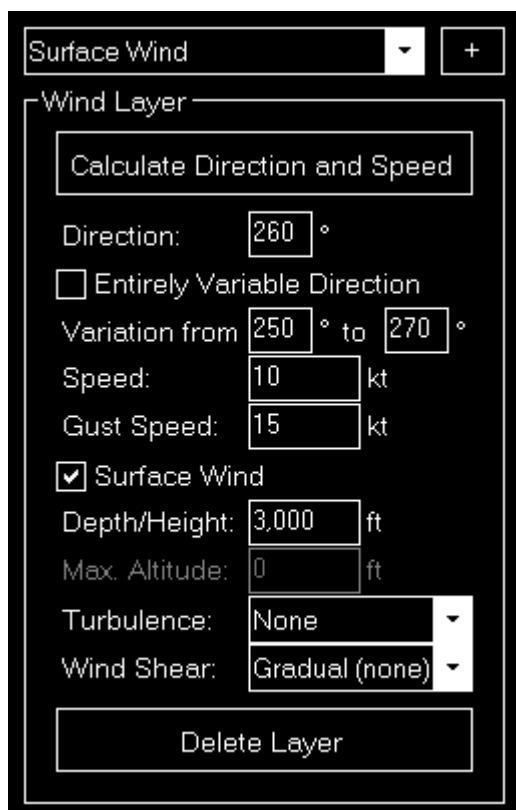 Surface Wind +
Wind Layer
Calculate Direction and Speed
Direction: 260 °
Entirely Variable Direction
Variation from 250 ° to 270 °
Speed: 10 kt
Gust Speed: 15 kt
Surface Wind
Depth/Height: 3,000 ft
Max. Altitude: 0 ft
Turbulence: None
Wind Shear: Gradual (none)
Delete Layer